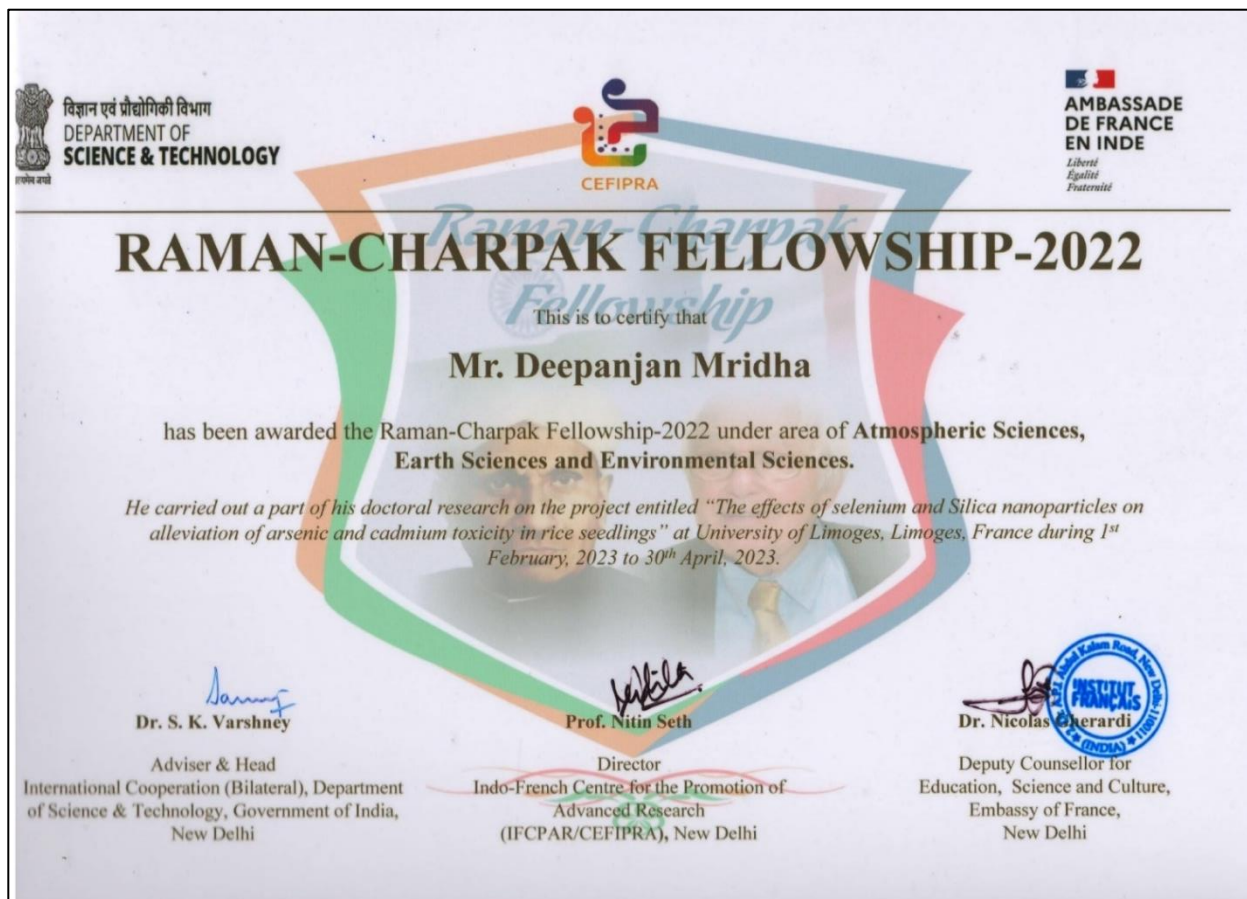 विज्ञान एवं प्रौद्योगिकी विभाग
DEPARTMENT OF
SCIENCE & TECHNOLOGY
CEFIPRA
AMBASSADE
DE FRANCE
EN INDE
Liberté
Égalité
Fraternité
Raman-Charpak
Fellowship
RAMAN-CHARPAK FELLOWSHIP-2022
This is to certify that
Mr. Deepanjan Mridha
has been awarded the Raman-Charpak Fellowship-2022 under area of Atmospheric Sciences,
Earth Sciences and Environmental Sciences.
He carried out a part of his doctoral research on the project entitled “The effects of selenium and Silica nanoparticles on
alleviation of arsenic and cadmium toxicity in rice seedlings” at University of Limoges, Limoges, France during 1st
February, 2023 to 30th April, 2023.
Dr. S. K. Varshney
Adviser & Head
International Cooperation (Bilateral), Department
of Science & Technology, Government of India,
New Delhi
Prof. Nitin Seth
Director
Indo-French Centre for the Promotion of
Advanced Research
(IFCPAR/CEFIPRA), New Delhi
Dr. Nicolas Gherardi
Deputy Counsellor for
Education, Science and Culture,
Embassy of France,
New Delhi
INSTITUT
FRANÇAIS
A.P.J. Abdul Kalam Road, New Delhi-110011
(INDIA)